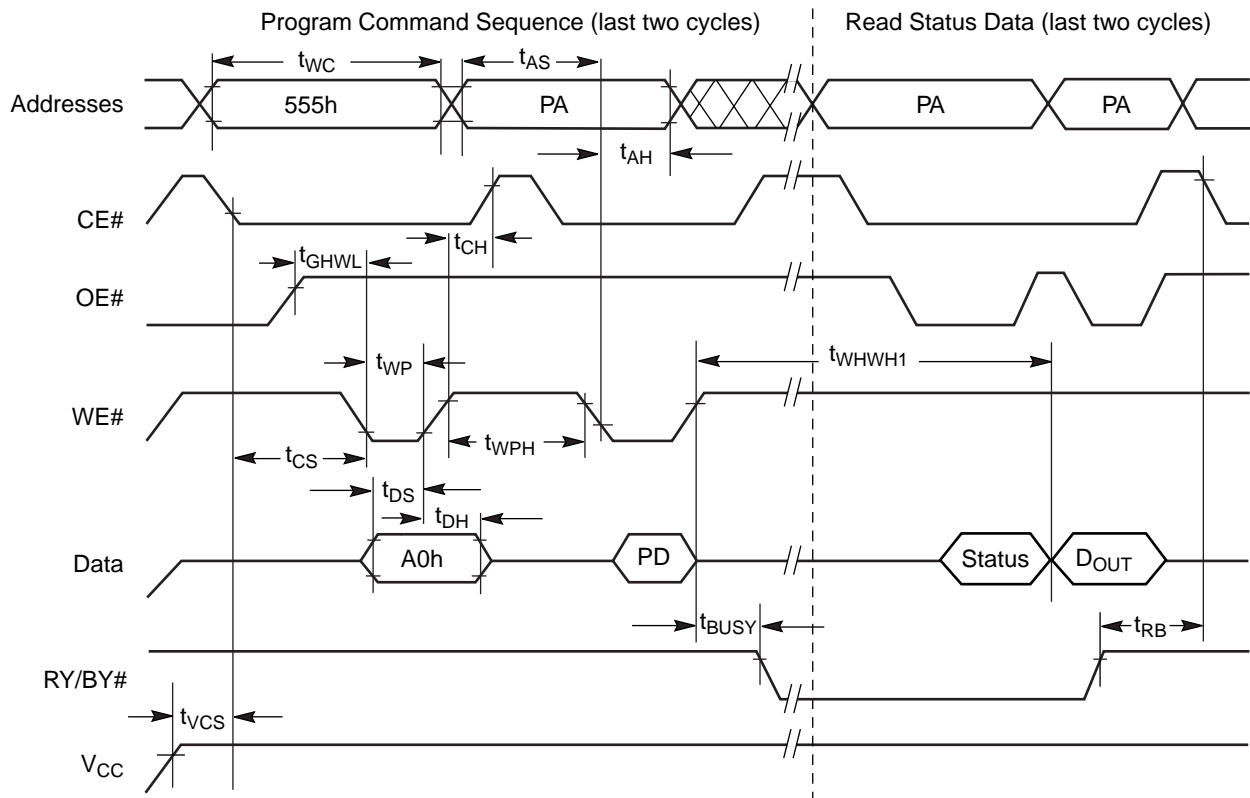 Program Command Sequence (last two cycles) Read Status Data (last two cycles)
tWC tAS
Addresses 555h PA PA PA
tAH
CE#
tCH
tGHWL
OE#
tWP tWHWH1
WE#
tCS tWPH
tDS
tDH
Data A0h PD Status DOUT
tBUSY tRB
RY/BY#
tVCS
VCC